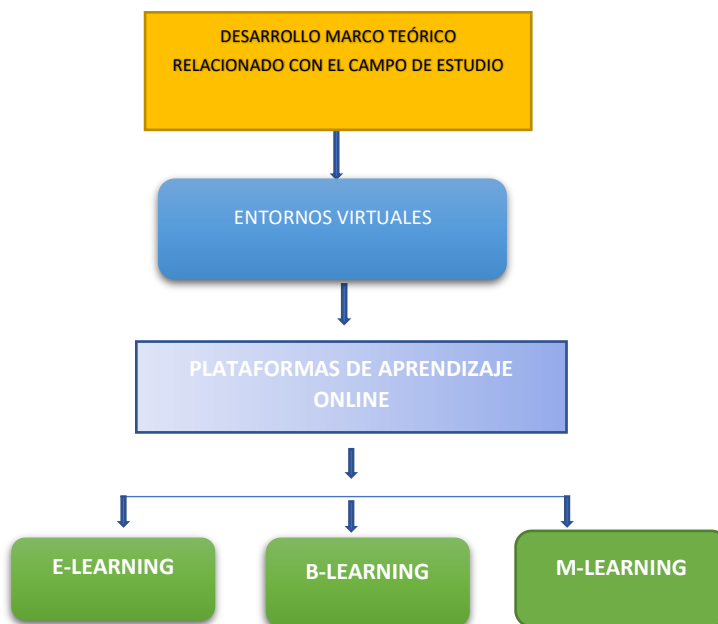 DESARROLLO MARCO TEÓRICO
RELACIONADO CON EL CAMPO DE ESTUDIO
ENTORNOS VIRTUALES
PLATAFORMAS DE APRENDIZAJE
ONLINE
E-LEARNING
B-LEARNING
M-LEARNING